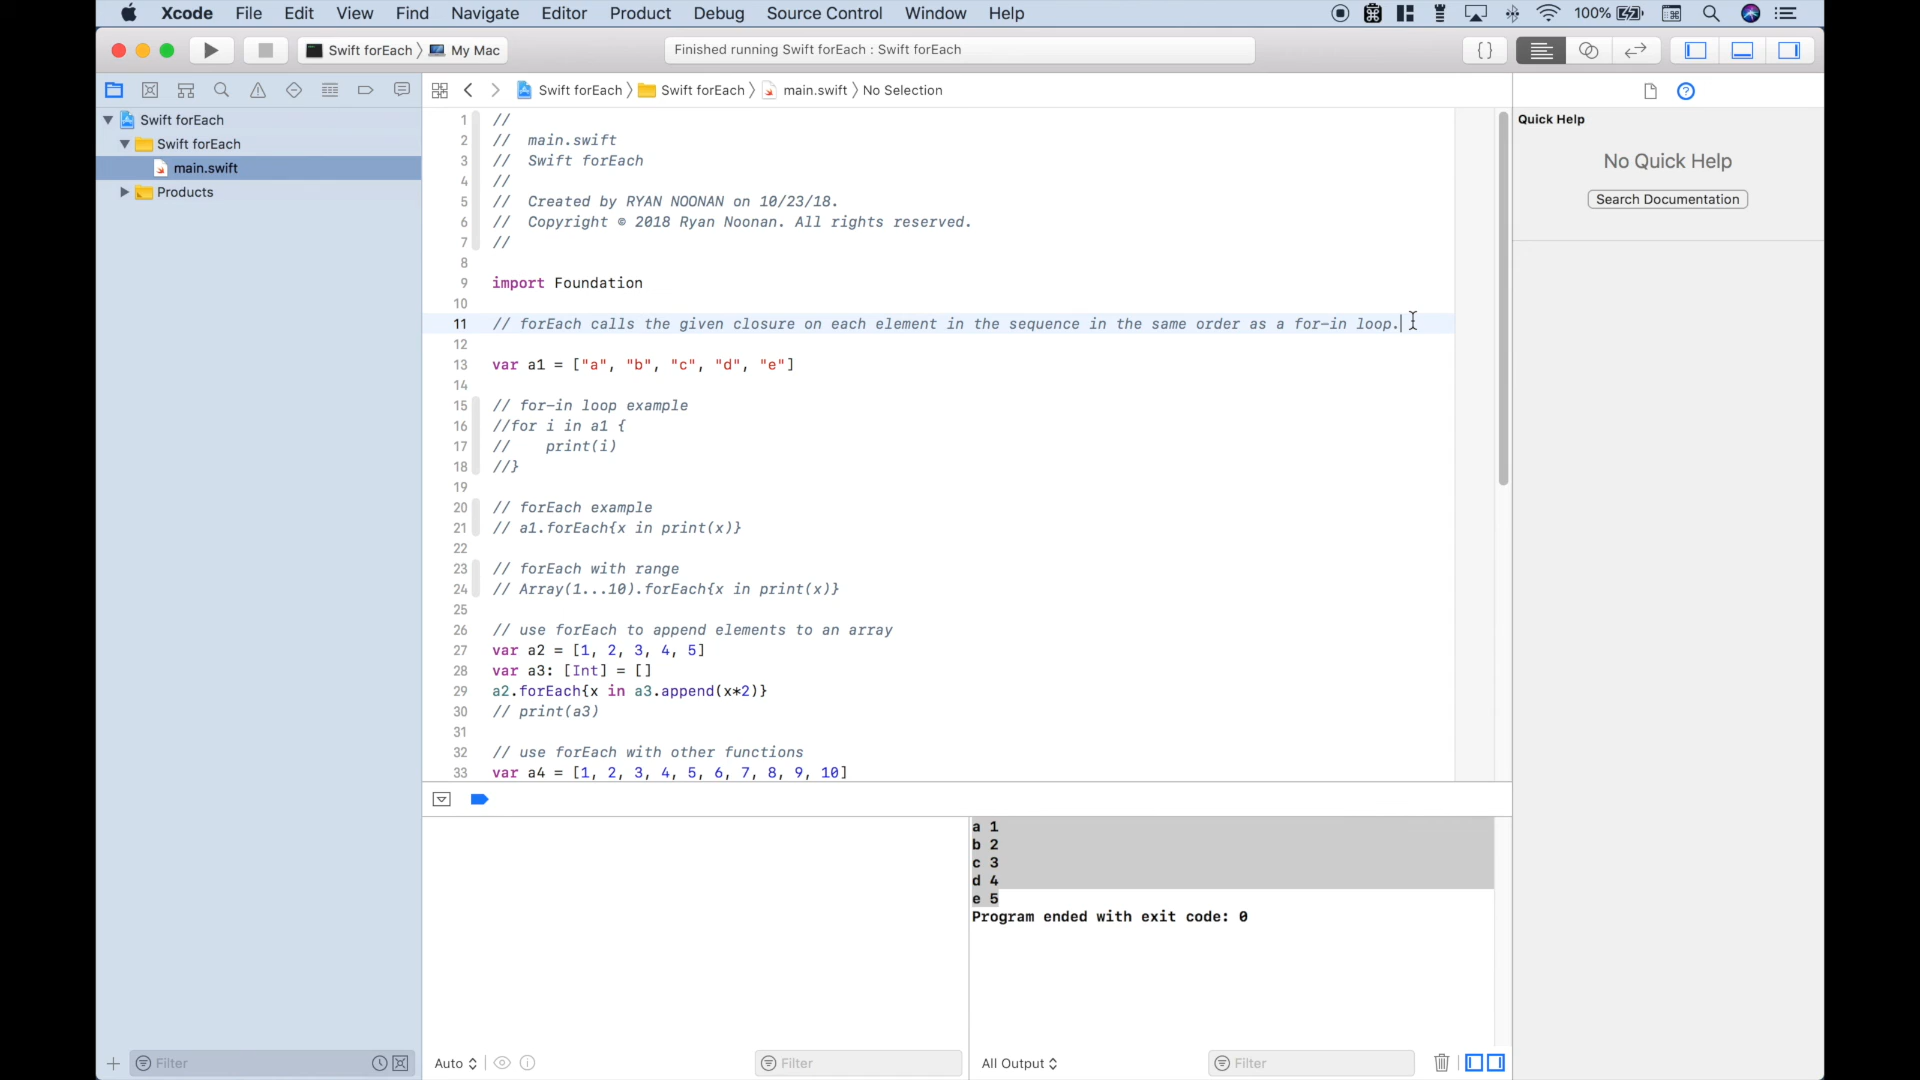 Xcode File Edit View Find Navigate Editor Product Debug Source Control Window Help 100%
Swift forEach My Mac
Finished running Swift forEach : Swift forEach
{}
Swift forEach Swift forEach main.swift No Selection
Swift forEach
Swift forEach
main.swift
Products
1 //
2 //  main.swift
3 //  Swift forEach
4 //
5 //  Created by RYAN NOONAN on 10/23/18.
6 //  Copyright © 2018 Ryan Noonan. All rights reserved.
7 //
8
9 import Foundation
10
11 // forEach calls the given closure on each element in the sequence in the same order as a for-in loop.
12
13 var a1 = ["a", "b", "c", "d", "e"]
14
15 // for-in loop example
16 //for i in a1 {
17 //    print(i)
18 //}
19
20 // forEach example
21 // a1.forEach{x in print(x)}
22
23 // forEach with range
24 // Array(1...10).forEach{x in print(x)}
25
26 // use forEach to append elements to an array
27 var a2 = [1, 2, 3, 4, 5]
28 var a3: [Int] = []
29 a2.forEach{x in a3.append(x*2)}
30 // print(a3)
31
32 // use forEach with other functions
33 var a4 = [1, 2, 3, 4, 5, 6, 7, 8, 9, 10]
Quick Help
No Quick Help
Search Documentation
a 1
b 2
c 3
d 4
e 5
Program ended with exit code: 0
Filter
Auto
Filter
All Output
Filter